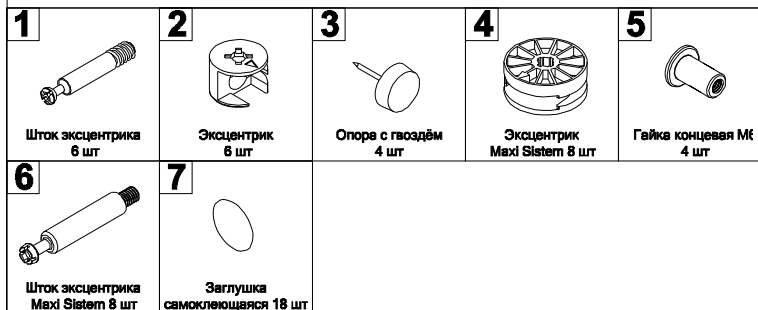 1
Шток эксцентрика
6 шт
2
Эксцентрик
6 шт
3
Опора с гвоздём
4 шт
4
Эксцентрик
Maxi Sistem 8 шт
5
Гайка концевая М6
4 шт
6
Шток эксцентрика
Maxi Sistem 8 шт
7
Заглушка
самоклеющаяся 18 шт